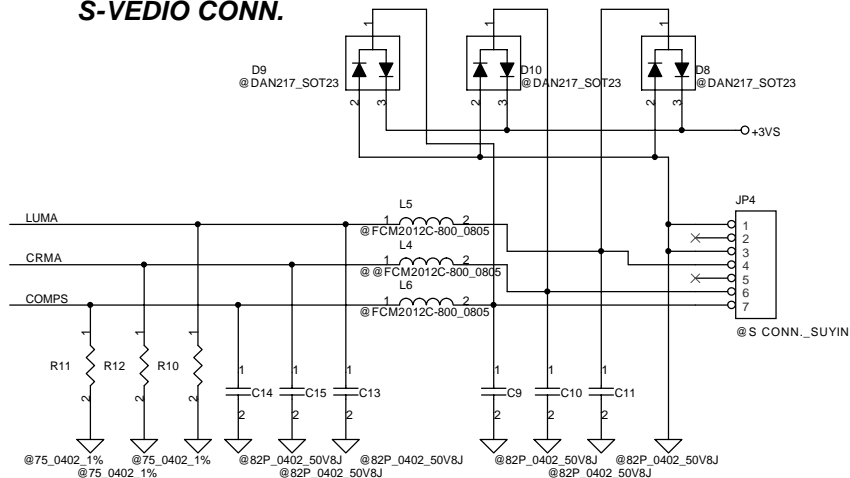 S-VEDIO CONN.
1
1
1
D9
@DAN217_SOT23
D10
@DAN217_SOT23
D8
@DAN217_SOT23
2
3
2
3
2
3
+3VS
LUMA
CRMA
COMPS
L5
1
2
@FCM2012C-800_0805
L4
1
2
@@FCM2012C-800_0805
L6
1
2
@FCM2012C-800_0805
JP4
1
2
3
4
5
6
7
@S CONN._SUYIN
1
1
1
1
1
1
1
1
1
R11
R12
R10
C14
C15
C13
C9
C10
C11
2
2
2
2
2
2
2
2
2
@75_0402_1%
@75_0402_1%
@82P_0402_50V8J
@82P_0402_50V8J
@82P_0402_50V8J
@82P_0402_50V8J
@75_0402_1%
@82P_0402_50V8J
@82P_0402_50V8J